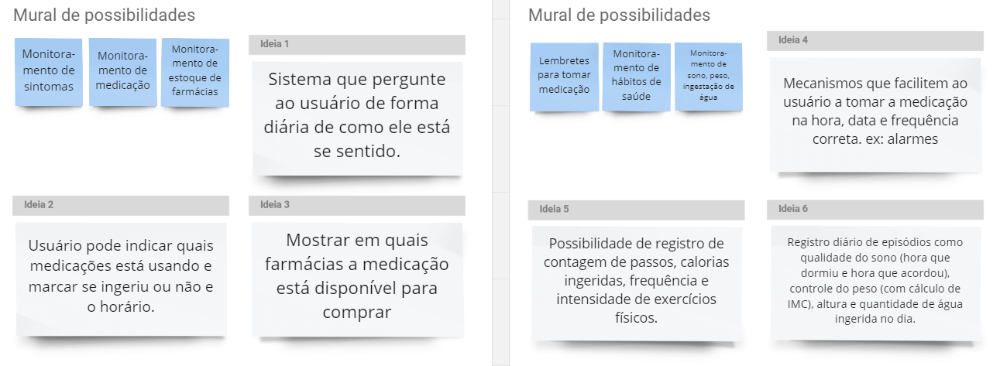 Mural de possibilidades
Monitora-
mento de
sintomas
Monitora-
mento de
medicação
Monitora-
mento de
estoque de
farmácias
Ideia 1
Sistema que pergunte
ao usuário de forma
diária de como ele está
se sentido.
Ideia 2
Usuário pode indicar quais
medicações está usando e
marcar se ingeriu ou não e
o horário.
Ideia 3
Mostrar em quais
farmácias a medicação
está disponível para
comprar
Mural de possibilidades
Lembretes
para tomar
medicação
Monitora-
mento de
hábitos de
saúde
Monitora-
mento de
sono, peso,
ingestação de
água
Ideia 4
Mecanismos que facilitem ao
usuário a tomar a medicação
na hora, data e frequência
correta. ex: alarmes
Ideia 5
Possibilidade de registro de
contagem de passos, calorias
ingeridas, frequência e
intensidade de exercícios
físicos.
Ideia 6
Registro diário de episódios como
qualidade do sono (hora que
dormiu e hora que acordou),
controle do peso (com cálculo de
IMC), altura e quantidade de água
ingerida no dia.